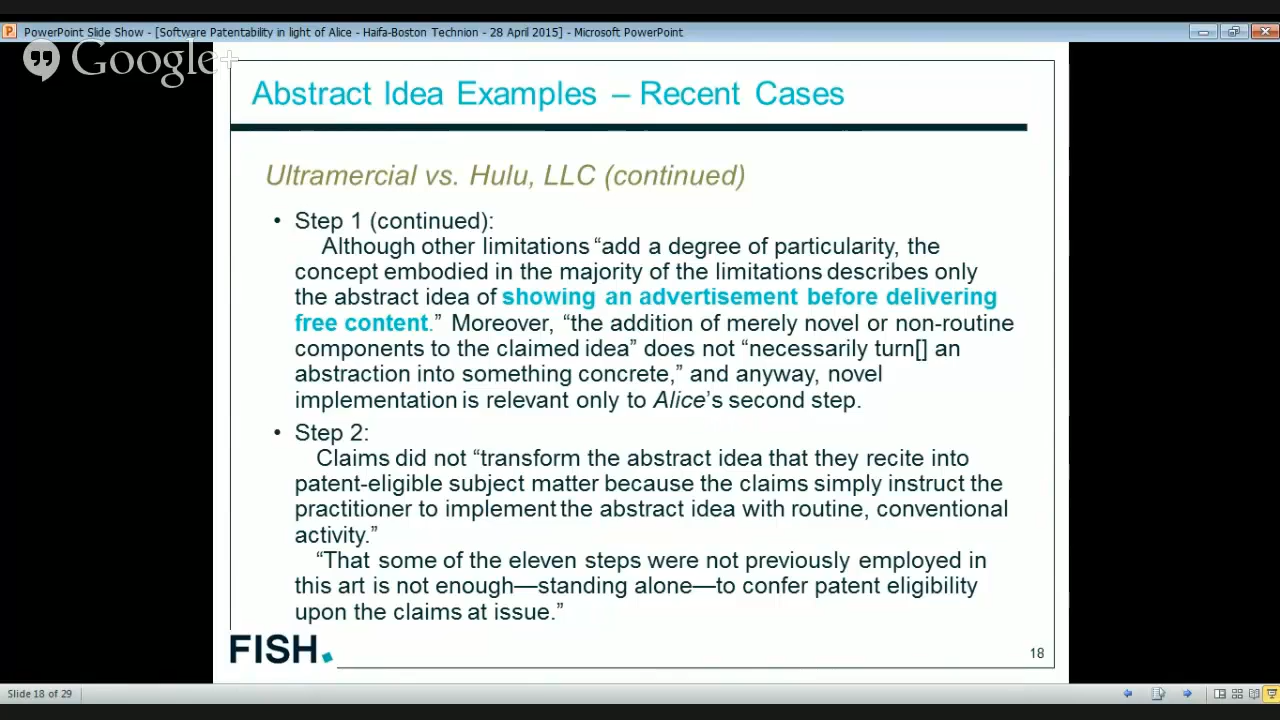 PowerPoint Slide Show - [Software Patentability in light of Alice - Haifa-Boston Technion - 28 April 2015] - Microsoft PowerPoint
Google+
Abstract Idea Examples – Recent Cases
Ultramercial vs. Hulu, LLC (continued)
• Step 1 (continued):
Although other limitations “add a degree of particularity, the
concept embodied in the majority of the limitations describes only
the abstract idea of showing an advertisement before delivering
free content.” Moreover, “the addition of merely novel or non-routine
components to the claimed idea” does not “necessarily turn[] an
abstraction into something concrete,” and anyway, novel
implementation is relevant only to Alice’s second step.
• Step 2:
Claims did not “transform the abstract idea that they recite into
patent-eligible subject matter because the claims simply instruct the
practitioner to implement the abstract idea with routine, conventional
activity.”
“That some of the eleven steps were not previously employed in
this art is not enough—standing alone—to confer patent eligibility
upon the claims at issue.”
FISH.
18
Slide 18 of 29